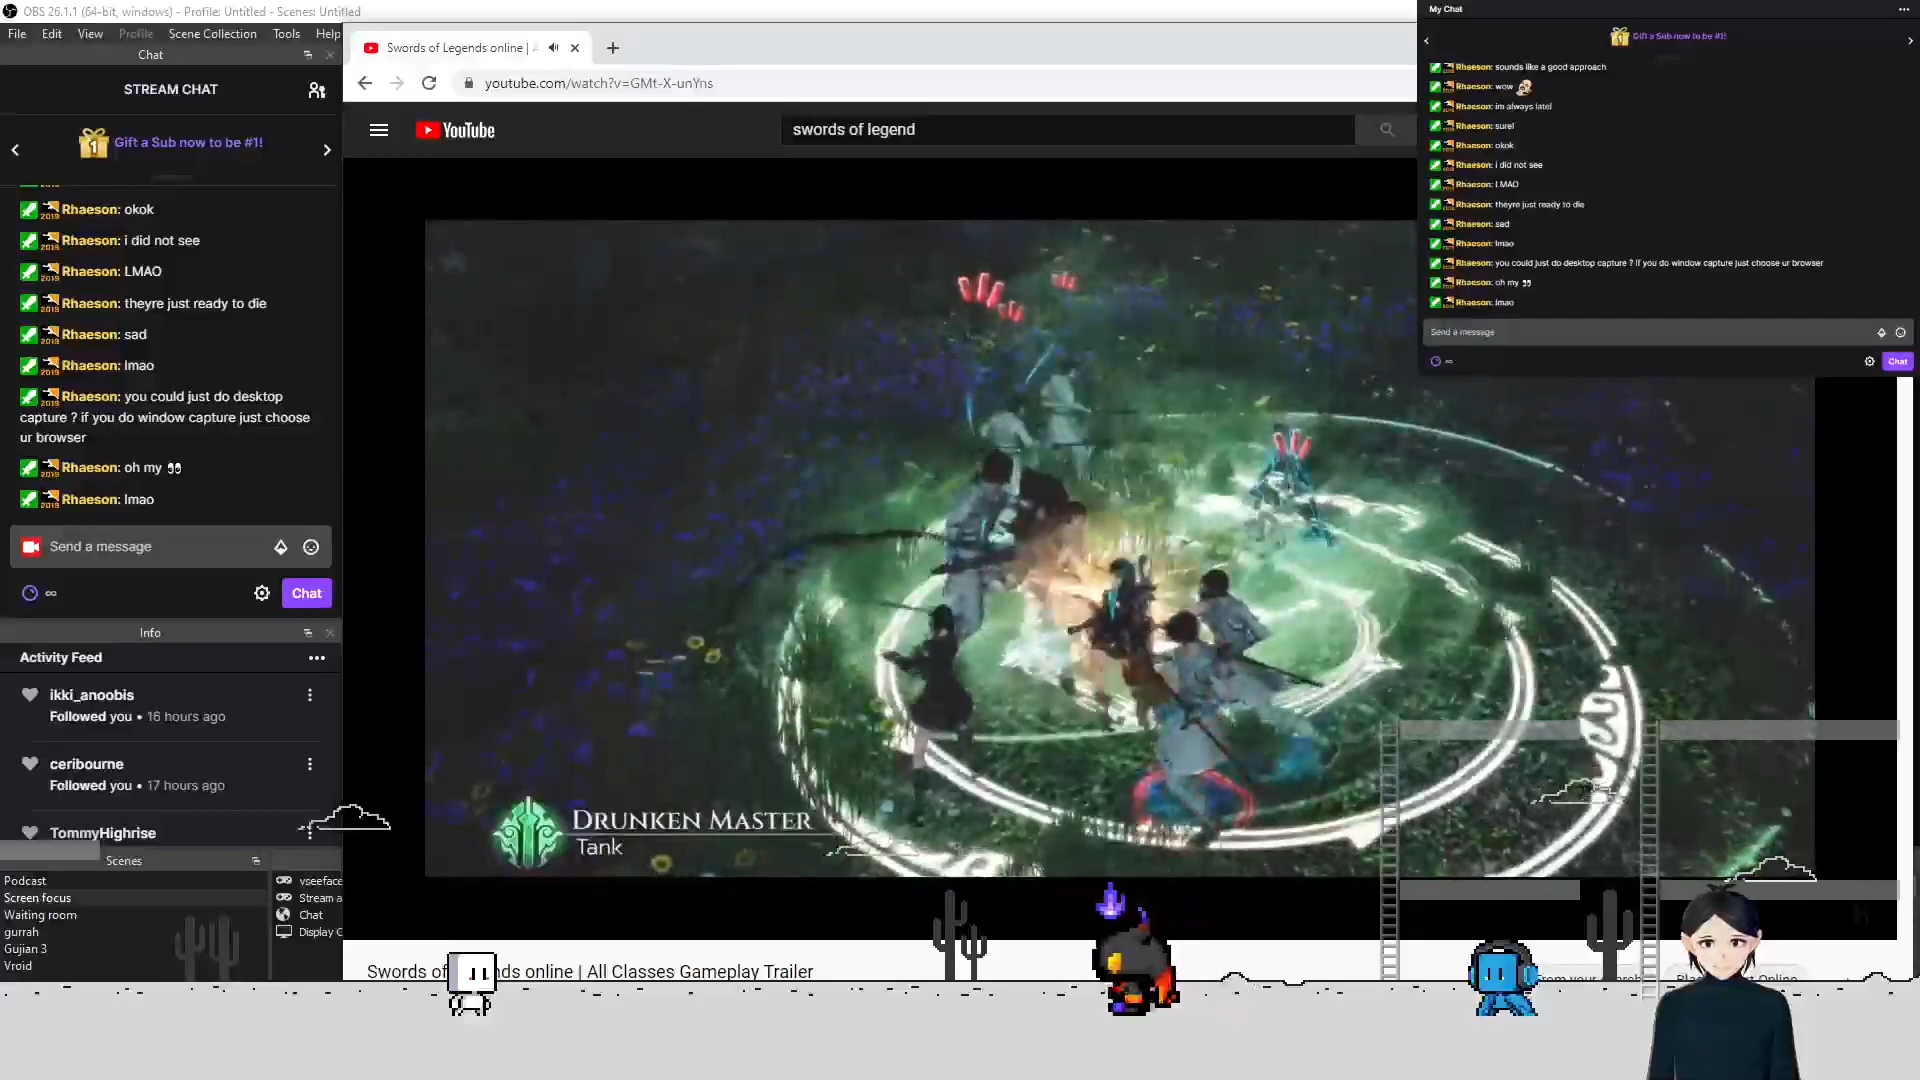 OBS 26.1.1 (64-bit, windows) - Profile: Untitled - Scenes: Untitled
File Edit View Profile Scene Collection Tools Help
Chat
STREAM CHAT
Gift a Sub now to be #1!
Rhaeson: okok
Rhaeson: i did not see
Rhaeson: LMAO
Rhaeson: theyre just ready to die
Rhaeson: sad
Rhaeson: lmao
Rhaeson: you could just do desktop
capture ? if you do window capture just choose
ur browser
Rhaeson: oh my
Rhaeson: lmao
Send a message
Chat
Info
Activity Feed
ikki_anoobis
Followed you • 16 hours ago
ceribourne
Followed you • 17 hours ago
TommyHighrise
Scenes
Podcast
Screen focus
Waiting room
gurrah
Gujian 3
Vroid
vseeface
Stream a
Chat
Display C
Swords of Legends online | A
youtube.com/watch?v=GMt-X-unYns
YouTube
swords of legend
DRUNKEN MASTER
Tank
Swords of nds online | All Classes Gameplay Trailer
My Chat
Gift a Sub now to be #1!
Rhaeson: sounds like a good approach
Rhaeson: wow
Rhaeson: im always late!
Rhaeson: sure!
Rhaeson: okok
Rhaeson: i did not see
Rhaeson: LMAO
Rhaeson: theyre just ready to die
Rhaeson: sad
Rhaeson: lmao
Rhaeson: you could just do desktop capture ? if you do window capture just choose ur browser
Rhaeson: oh my
Rhaeson: lmao
Send a message
Chat